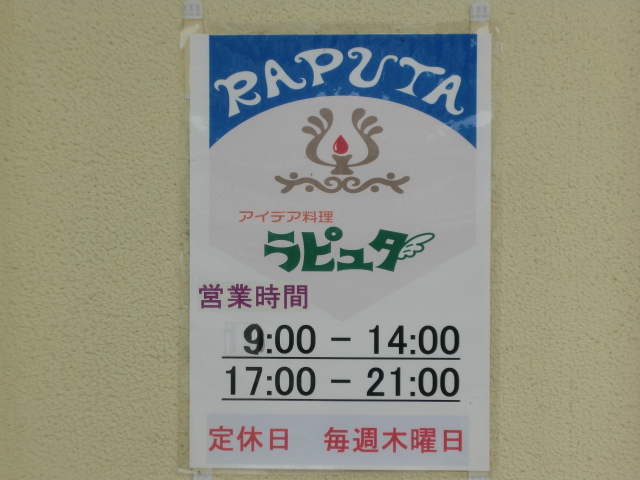 RAPUTA
アイデア料理
ラピュタ
営業時間
9:00 － 14:00
17:00 － 21:00
定休日　毎週木曜日